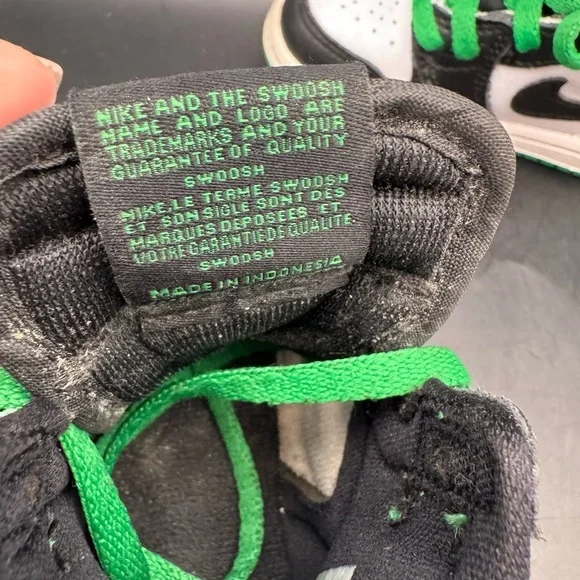 NIKE AND THE SWOOSH
NAME AND LOGO ARE
TRADEMARKS AND YOUR
GUARANTEE OF QUALITY
SWOOSH
NIKE,LE TERME SWOOSH
ET SON SIGLE SONT DES
MARQUES DEPOSEES ET
VOTRE GARANTIE DE QUALITE.
SWOOSH
MADE IN INDONESIA